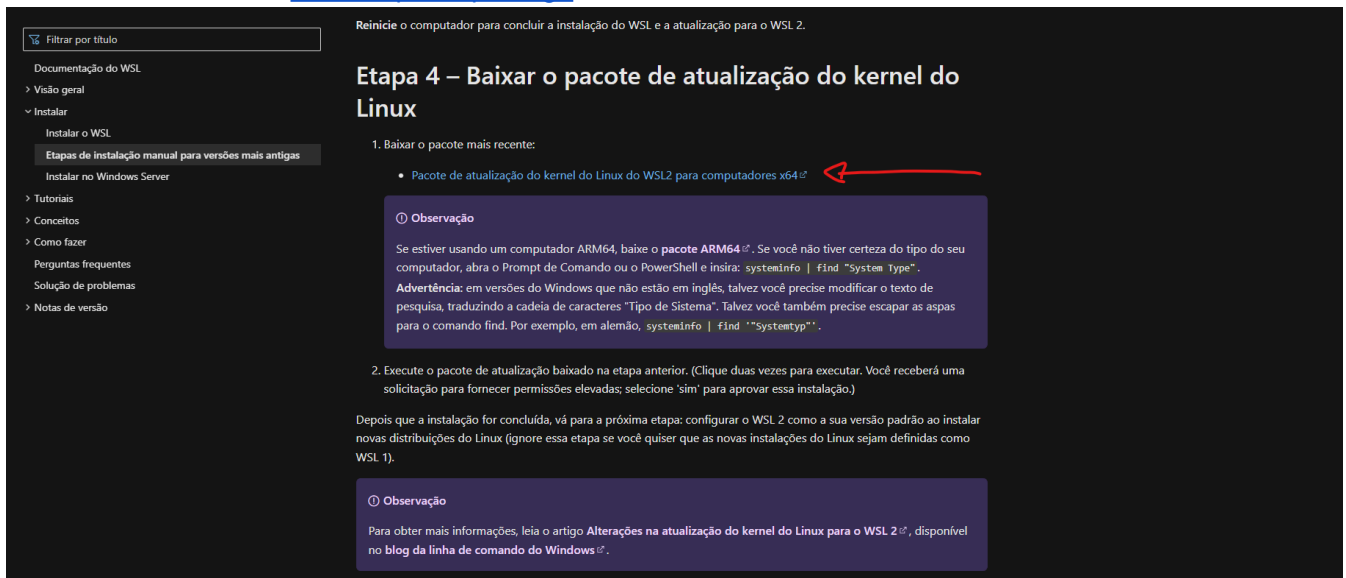 Reinicie o computador para concluir a instalação do WSL e a atualização para o WSL 2.
Filtrar por título
Documentação do WSL
Visão geral
Instalar
Instalar o WSL
Etapas de instalação manual para versões mais antigas
Instalar no Windows Server
Tutoriais
Conceitos
Como fazer
Perguntas frequentes
Solução de problemas
Notas de versão
Etapa 4 – Baixar o pacote de atualização do kernel do
Linux
1. Baixar o pacote mais recente:
• Pacote de atualização do kernel do Linux do WSL2 para computadores x64
Observação
Se estiver usando um computador ARM64, baixe o pacote ARM64. Se você não tiver certeza do tipo do seu
computador, abra o Prompt de Comando ou o PowerShell e insira: systeminfo | find "System Type".
Advertência: em versões do Windows que não estão em inglês, talvez você precise modificar o texto de
pesquisa, traduzindo a cadeia de caracteres "Tipo de Sistema". Talvez você também precise escapar as aspas
para o comando find. Por exemplo, em alemão, systeminfo | find '"Systemtyp"'.
2. Execute o pacote de atualização baixado na etapa anterior. (Clique duas vezes para executar. Você receberá uma
solicitação para fornecer permissões elevadas; selecione 'sim' para aprovar essa instalação.)
Depois que a instalação for concluída, vá para a próxima etapa: configurar o WSL 2 como a sua versão padrão ao instalar
novas distribuições do Linux (ignore essa etapa se você quiser que as novas instalações do Linux sejam definidas como
WSL 1).
Observação
Para obter mais informações, leia o artigo Alterações na atualização do kernel do Linux para o WSL 2, disponível
no blog da linha de comando do Windows.